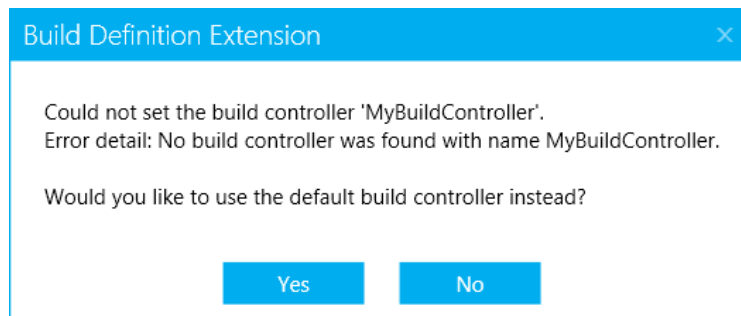 Build Definition Extension
Could not set the build controller 'MyBuildController'.
Error detail: No build controller was found with name MyBuildController.
Would you like to use the default build controller instead?
Yes No